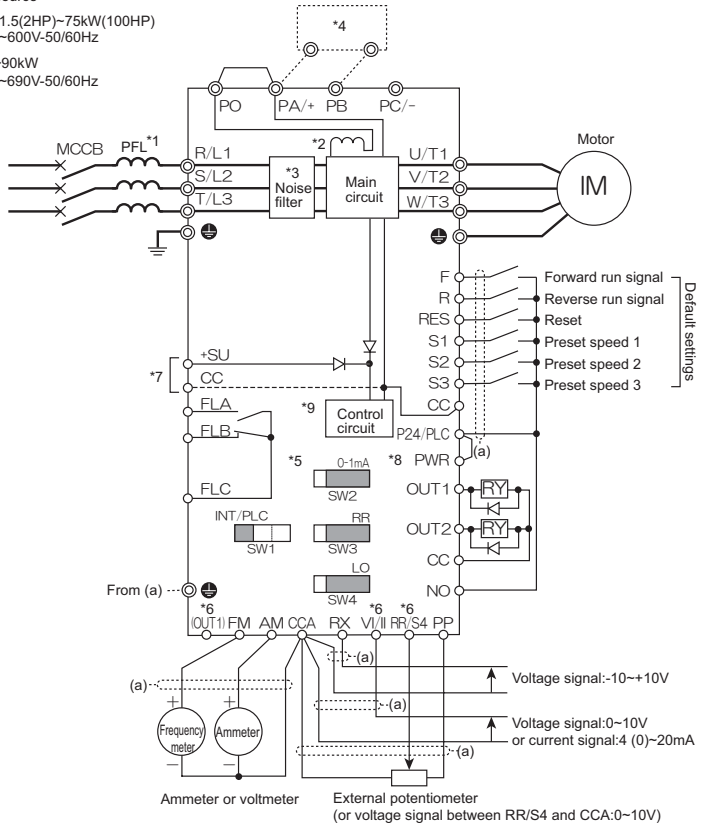 1.5(2HP)~75kW(100HP)
~600V-50/60Hz
~90kW
~690V-50/60Hz
*4
PO PA/+ PB PC/-
MCCB PFL*1
R/L1
S/L2
T/L3
*3
Noise
filter
*2
Main
circuit
U/T1
V/T2
W/T3
Motor
IM
F
R
RES
S1
S2
S3
CC
Forward run signal
Reverse run signal
Reset
Preset speed 1
Preset speed 2
Preset speed 3
Default settings
*7
+SU
CC
FLA
FLB
FLC
*9
Control
circuit
P24/PLC
(a)
*8 PWR
*5
0-1mA
SW2
INT/PLC
SW1
RR
SW3
LO
SW4
OUT1
RY
OUT2
RY
CC
NO
From (a)
*6 *6 *6
(OUT1) FM AM CCA RX VI/II RR/S4 PP
(a)
(a)
(a)
(a)
Voltage signal:-10~+10V
Voltage signal:0~10V
or current signal:4 (0)~20mA
+ +
Frequency
meter
Ammeter
− −
Ammeter or voltmeter
External potentiometer
(or voltage signal between RR/S4 and CCA:0~10V)